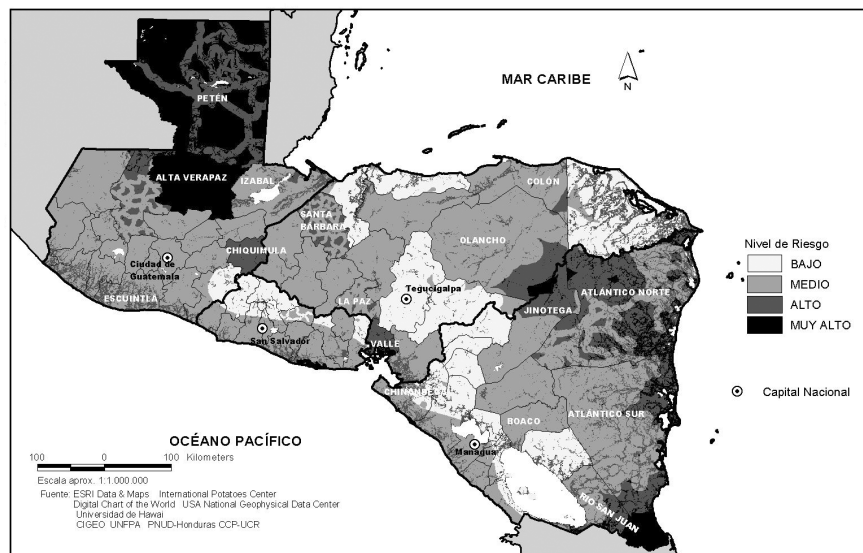 MAR CARIBE
N
PETÉN
ALTA VERAPAZ
IZABAL
COLÓN
SANTA
BÁRBARA
OLANCHO
CHIQUIMULA
Ciudad de
Guatemala
ESCUINTLA
LA PAZ
Tegucigalpa
JINOTEGA
ATLÁNTICO NORTE
San Salvador
VALLE
CHINANDEGA
BOACO
ATLÁNTICO SUR
Managua
RIO SAN JUAN
Nivel de Riesgo
BAJO
MEDIO
ALTO
MUY ALTO
Capital Nacional
OCÉANO PACÍFICO
100 0 100 Kilometers
Escala aprox. 1:1.000.000
Fuente: ESRI Data & Maps International Potatoes Center
Digital Chart of the World USA National Geophysical Data Center
Universidad de Hawai
CIGEO UNFPA PNUD-Honduras CCP-UCR